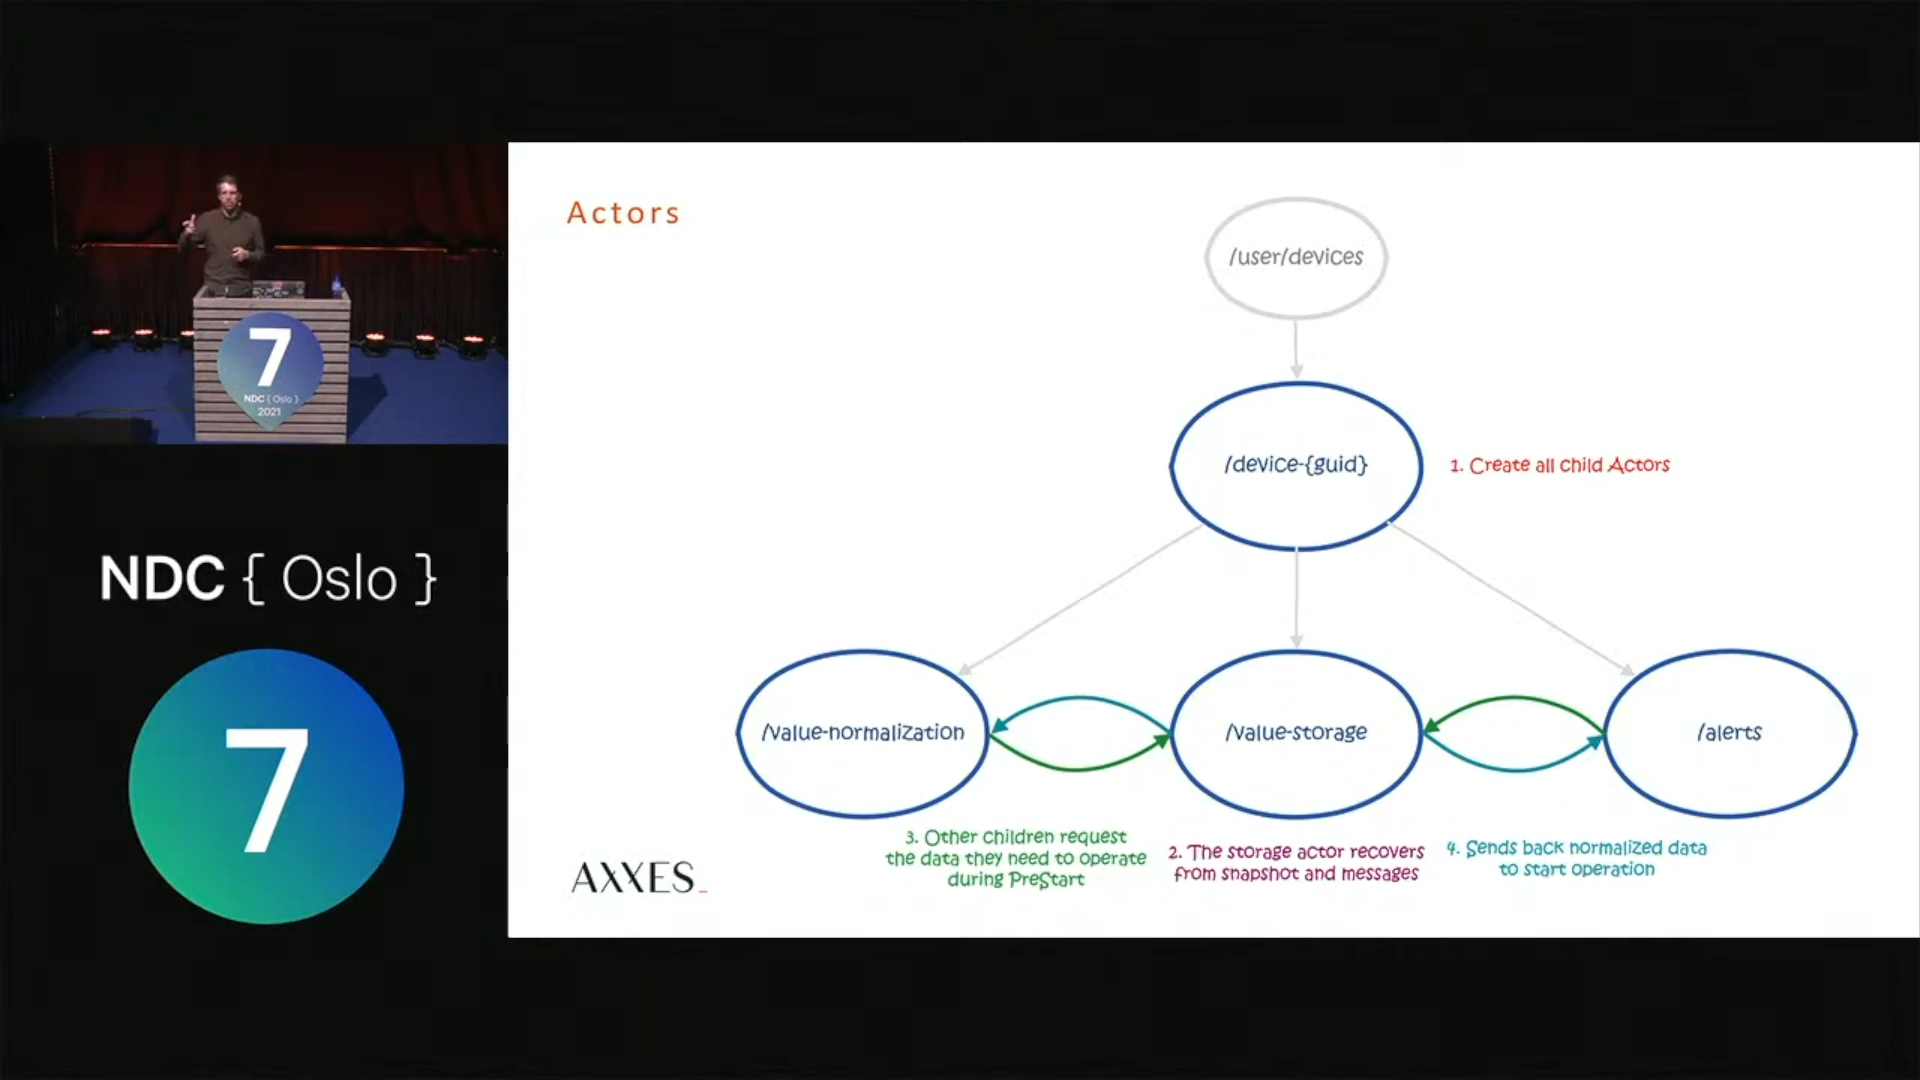 7
NDC { Oslo }
2021
NDC { Oslo }
7
Actors
/user/devices
/device-{guid}
1. Create all child Actors
/value-normalization
/value-storage
/alerts
3. Other children request
the data they need to operate
during PreStart
2. The storage actor recovers
from snapshot and messages
4. Sends back normalized data
to start operation
AXXES_